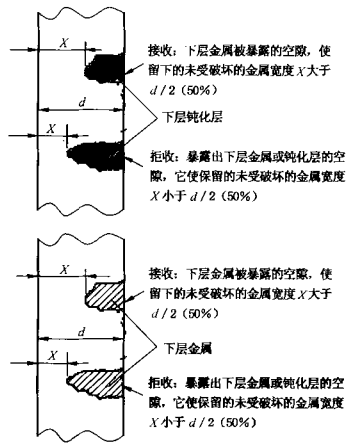 X
接收：下层金属被暴露的空隙，使
留下的未受破坏的金属宽度 X 大于
d/2（50%）
d
下层钝化层
X
拒收：暴露出下层金属或钝化层的空
隙，它使保留的未受破坏的金属宽度
X 小于 d/2（50%）
X
接收：下层金属被暴露的空隙，使
留下的未受破坏的金属宽度 X 大于
d/2（50%）
d
下层金属
X
拒收：暴露出下层金属或钝化层的空
隙，它使保留的未受破坏的金属宽度
X 小于 d/2（50%）